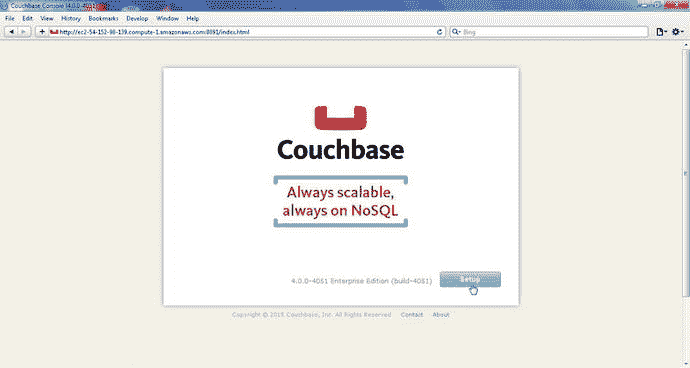 Couchbase Console (4.0.0-4051)
File Edit View History Bookmarks Develop Window Help
http://ec2-54-152-98-139.compute-1.amazonaws.com:8091/index.html
Bing
Couchbase
Always scalable,
always on NoSQL
4.0.0-4051 Enterprise Edition (build-4051)
Setup
Copyright © 2015 Couchbase, Inc. All Rights Reserved Contact About